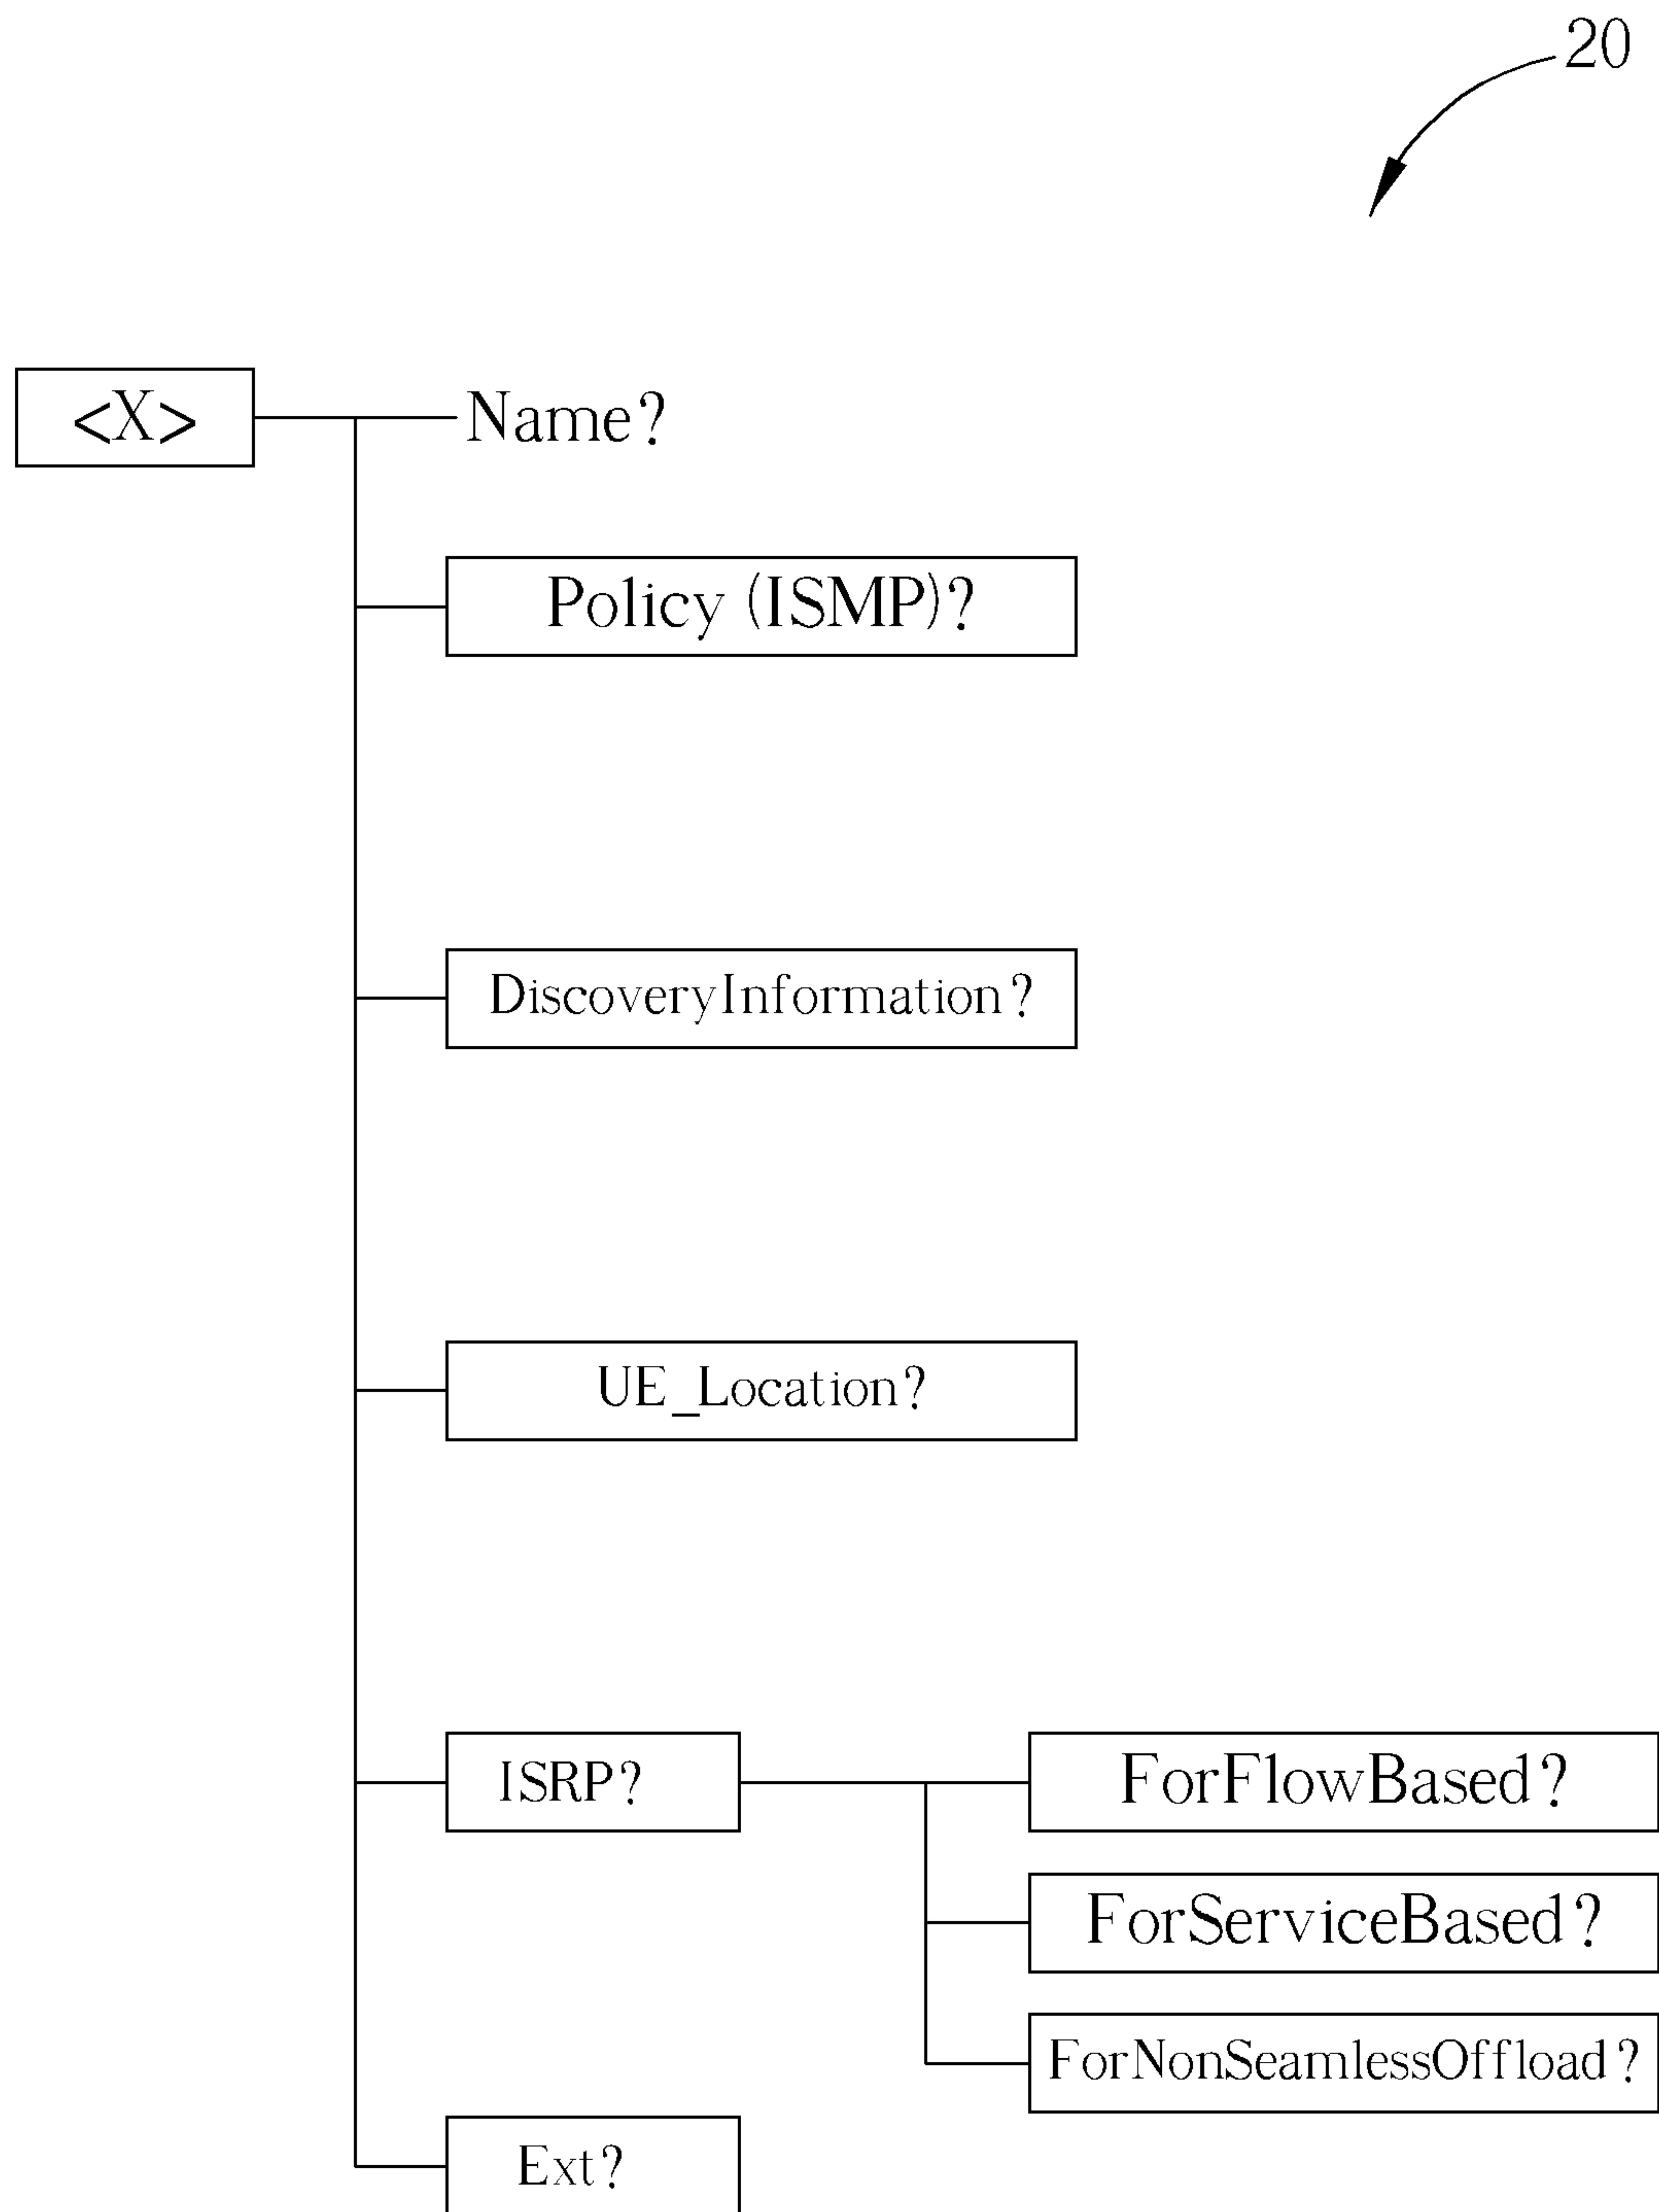 20
<X>
Name?
Policy (ISMP)?
DiscoveryInformation?
UE_Location?
ISRP?
ForFlowBased?
ForServiceBased?
ForNonSeamlessOffload?
Ext?